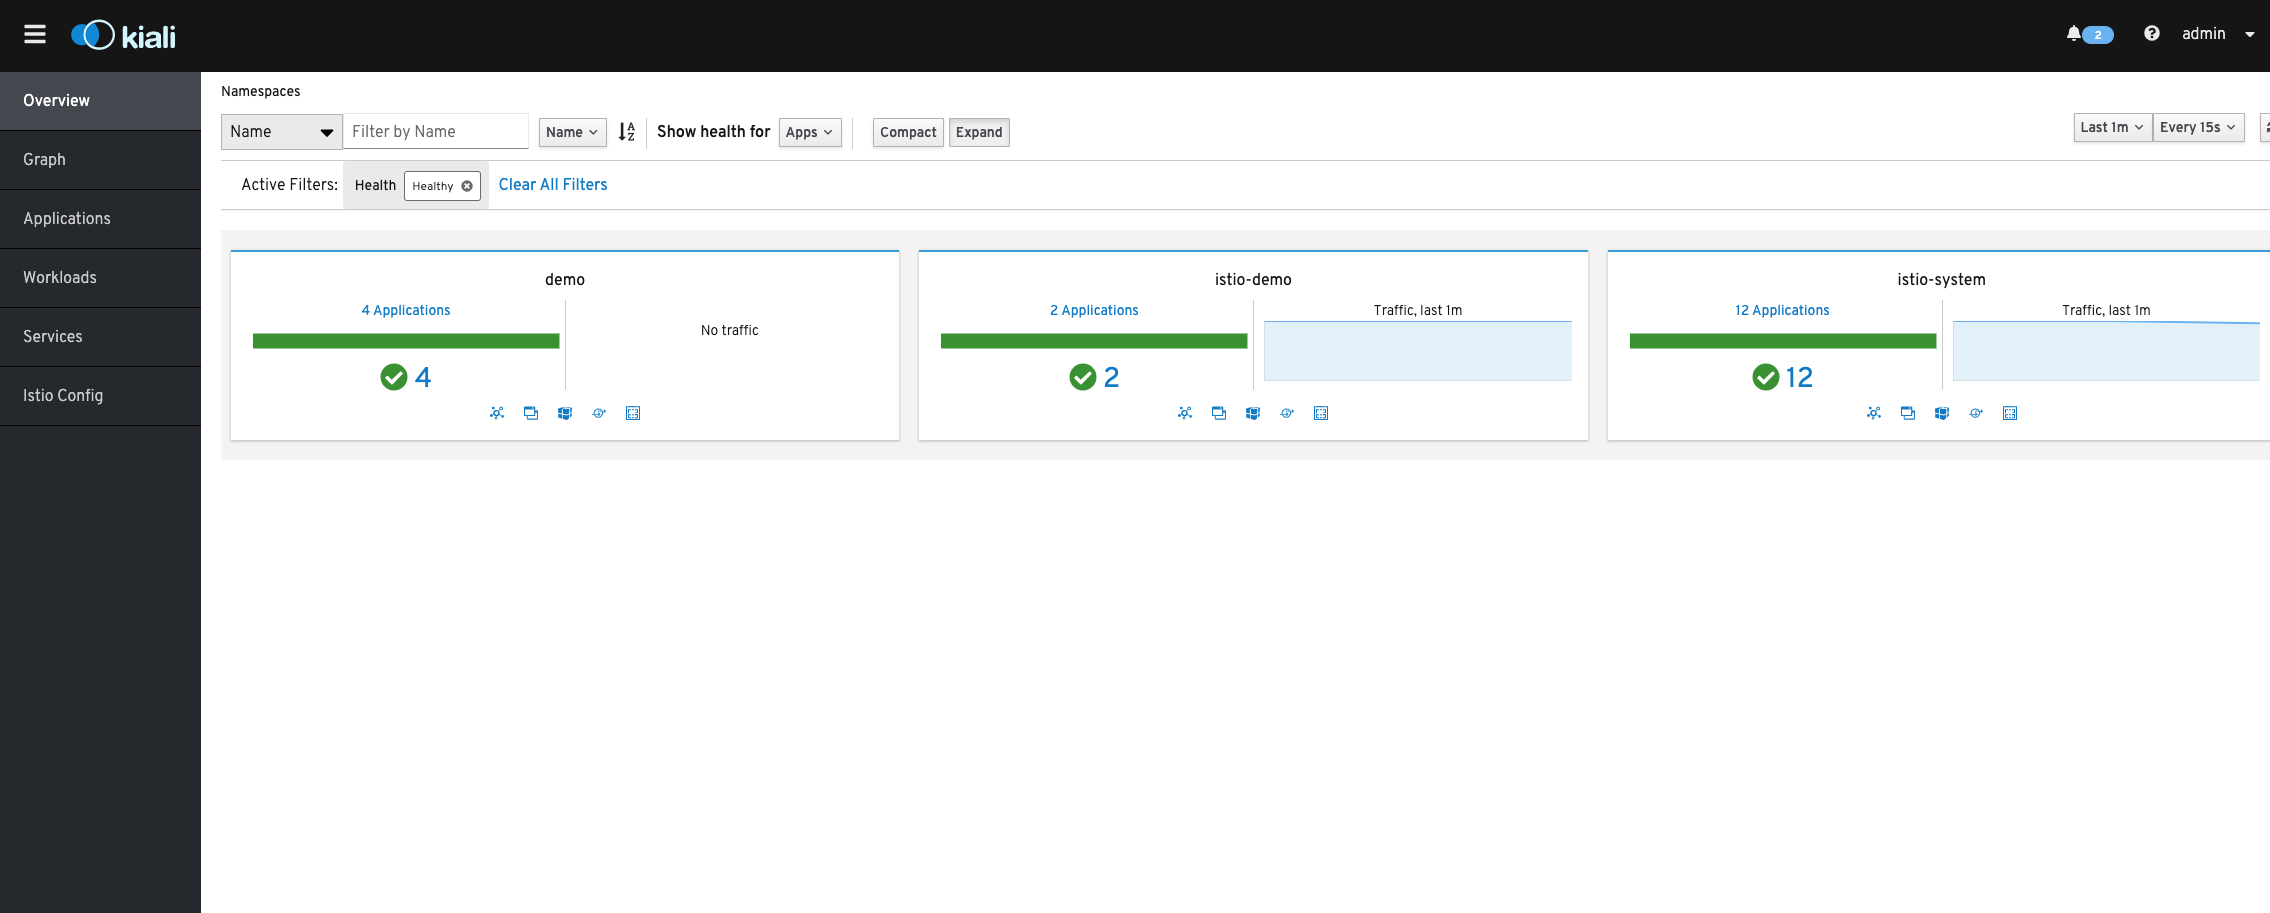 kiali
2
admin
Overview
Graph
Applications
Workloads
Services
Istio Config
Namespaces
Name Filter by Name Name Show health for Apps Compact Expand Last 1m Every 15s
Active Filters: Health Healthy Clear All Filters
demo
4 Applications
No traffic
4
istio-demo
2 Applications
Traffic, last 1m
2
istio-system
12 Applications
Traffic, last 1m
12